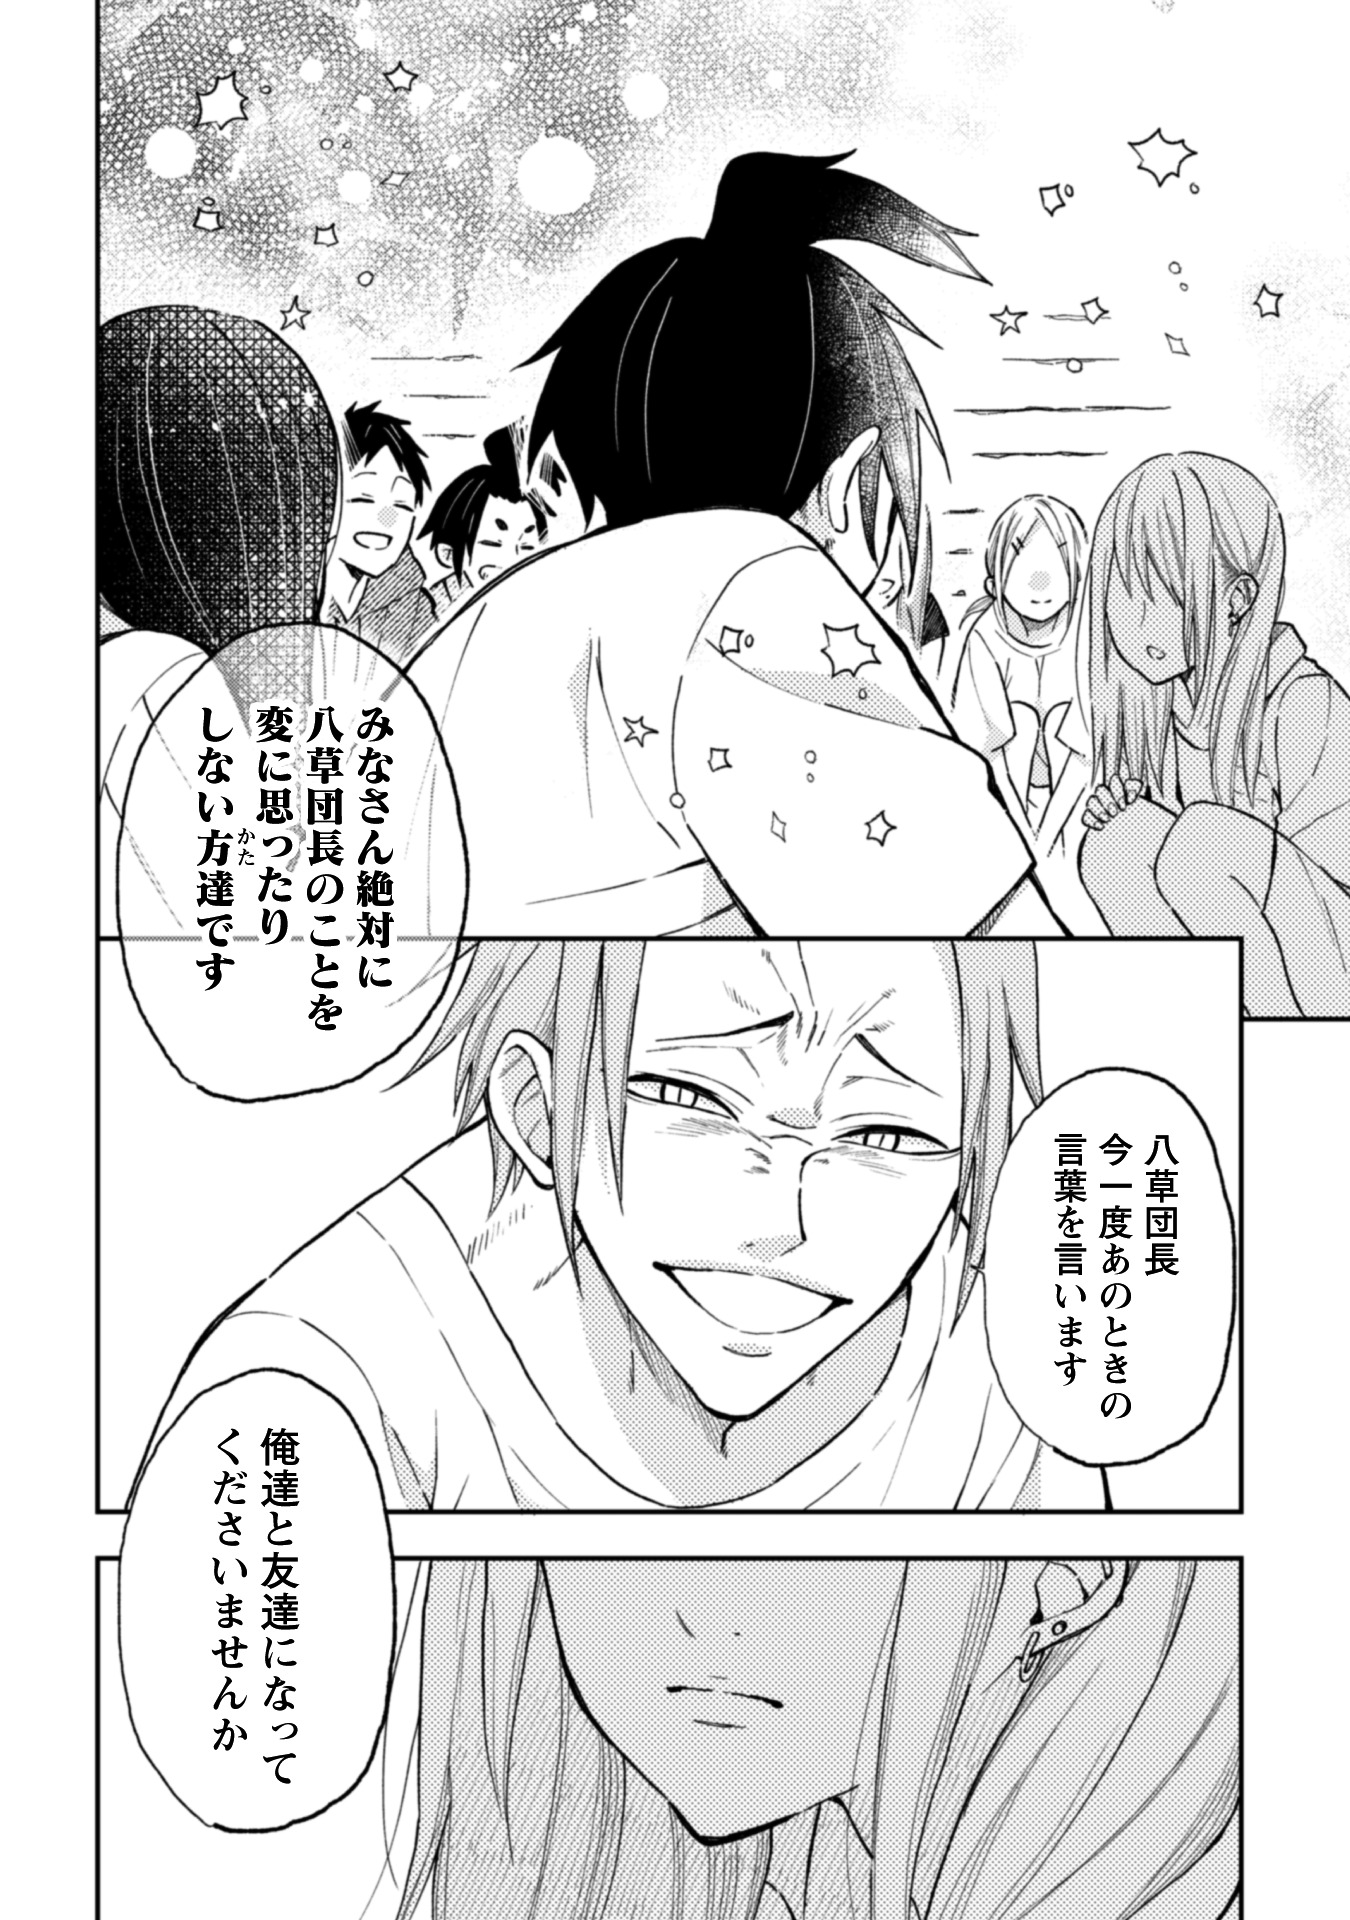 みなさん絶対に
八草団長のことを
変に思ったり
しない方達です
かた
八草団長
今一度あのときの
言葉を言います
俺達と友達になって
くださいませんか